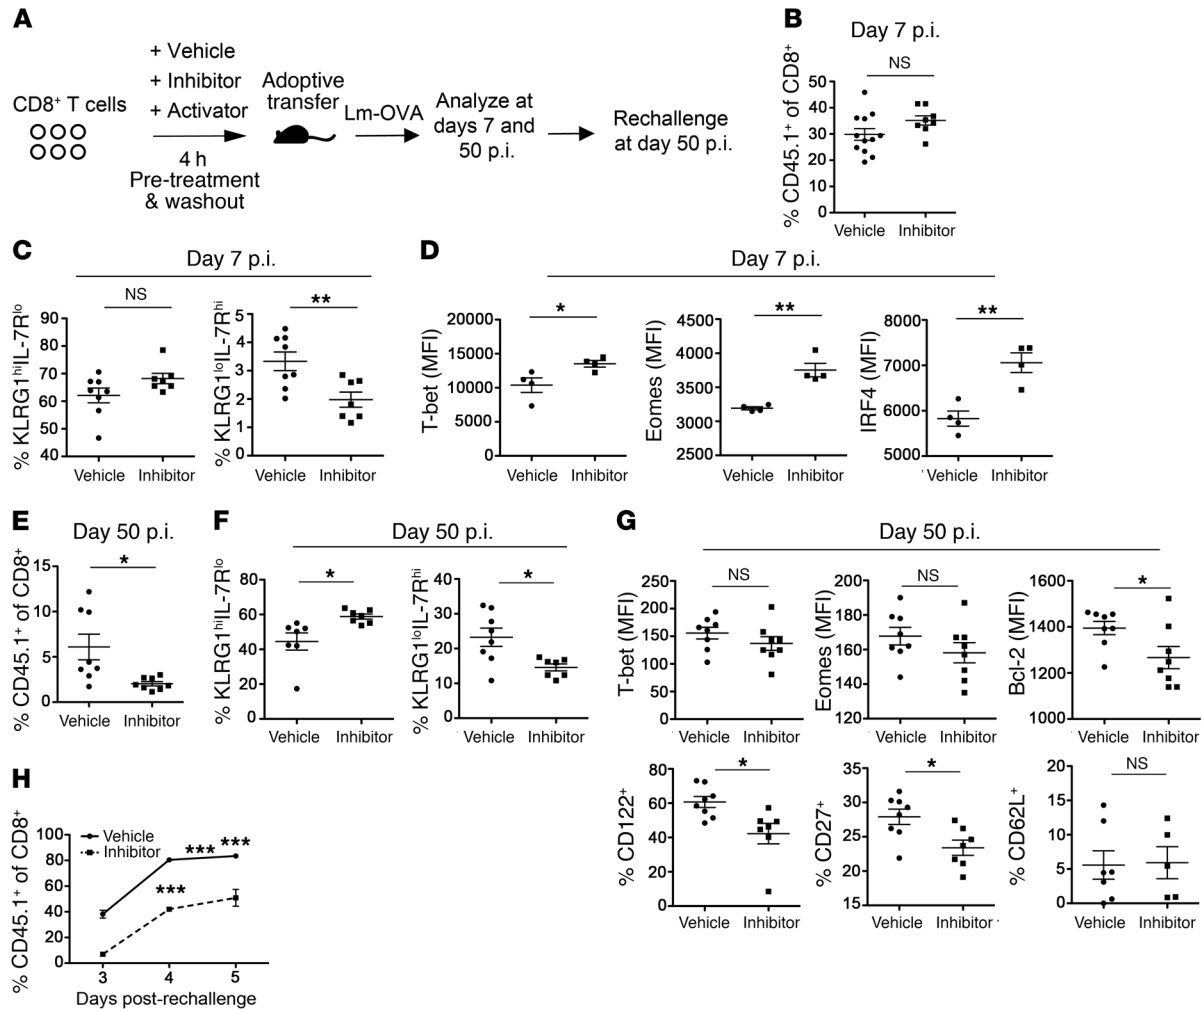 A
CD8+ T cells
+ Vehicle
+ Inhibitor
+ Activator
4 h
Pre-treatment
& washout
Adoptive
transfer
Lm-OVA
Analyze at
days 7 and
50 p.i.
Rechallenge
at day 50 p.i.
B
Day 7 p.i.
NS
% CD45.1+ of CD8+
50
40
30
20
10
0
Vehicle
Inhibitor
C
Day 7 p.i.
NS
% KLRG1hiIL-7Rlo
90
80
70
60
50
40
Vehicle
Inhibitor
**
% KLRG1loIL-7Rhi
5
4
3
2
1
0
Vehicle
Inhibitor
D
Day 7 p.i.
*
T-bet (MFI)
20000
15000
10000
5000
0
Vehicle
Inhibitor
**
Eomes (MFI)
4500
4000
3500
3000
2500
Vehicle
Inhibitor
**
IRF4 (MFI)
8000
7000
6000
5000
Vehicle
Inhibitor
E
Day 50 p.i.
*
% CD45.1+ of CD8+
15
10
5
0
Vehicle
Inhibitor
F
Day 50 p.i.
*
% KLRG1hiIL-7Rlo
80
60
40
20
0
Vehicle
Inhibitor
*
% KLRG1loIL-7Rhi
40
30
20
10
0
Vehicle
Inhibitor
G
Day 50 p.i.
NS
T-bet (MFI)
250
200
150
100
50
0
Vehicle
Inhibitor
NS
Eomes (MFI)
200
180
160
140
120
Vehicle
Inhibitor
*
Bcl-2 (MFI)
1600
1400
1200
1000
Vehicle
Inhibitor
*
% CD122+
80
60
40
20
0
Vehicle
Inhibitor
*
% CD27+
35
30
25
20
15
Vehicle
Inhibitor
NS
% CD62L+
20
15
10
5
0
Vehicle
Inhibitor
H
% CD45.1+ of CD8+
100
80
60
40
20
0
Vehicle
Inhibitor
***
***
***
3
4
5
Days post-rechallenge